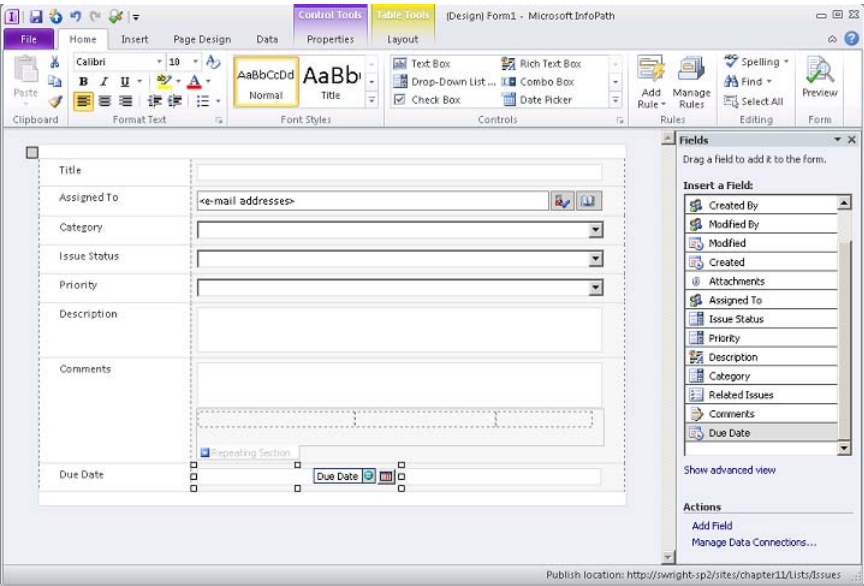 Control Tools Table Tools (Design) Form1 - Microsoft InfoPath
File Home Insert Page Design Data Properties Layout
Paste
Calibri 10
B I U A
AaBbCcDd AaBb
Normal Title
Text Box Rich Text Box
Drop-Down List ... Combo Box
Check Box Date Picker
Add Rule Manage Rules
Spelling
Find
Select All
Preview
Clipboard Format Text Font Styles Controls Rules Editing Form
Title
Assigned To <e-mail addresses>
Category
Issue Status
Priority
Description
Comments
Repeating Section
Due Date Due Date
Fields
Drag a field to add it to the form.
Insert a Field:
Created By
Modified By
Modified
Created
Attachments
Assigned To
Issue Status
Priority
Description
Category
Related Issues
Comments
Due Date
Show advanced view
Actions
Add Field
Manage Data Connections...
Publish location: http://swright-sp2/sites/chapter11/Lists/Issues